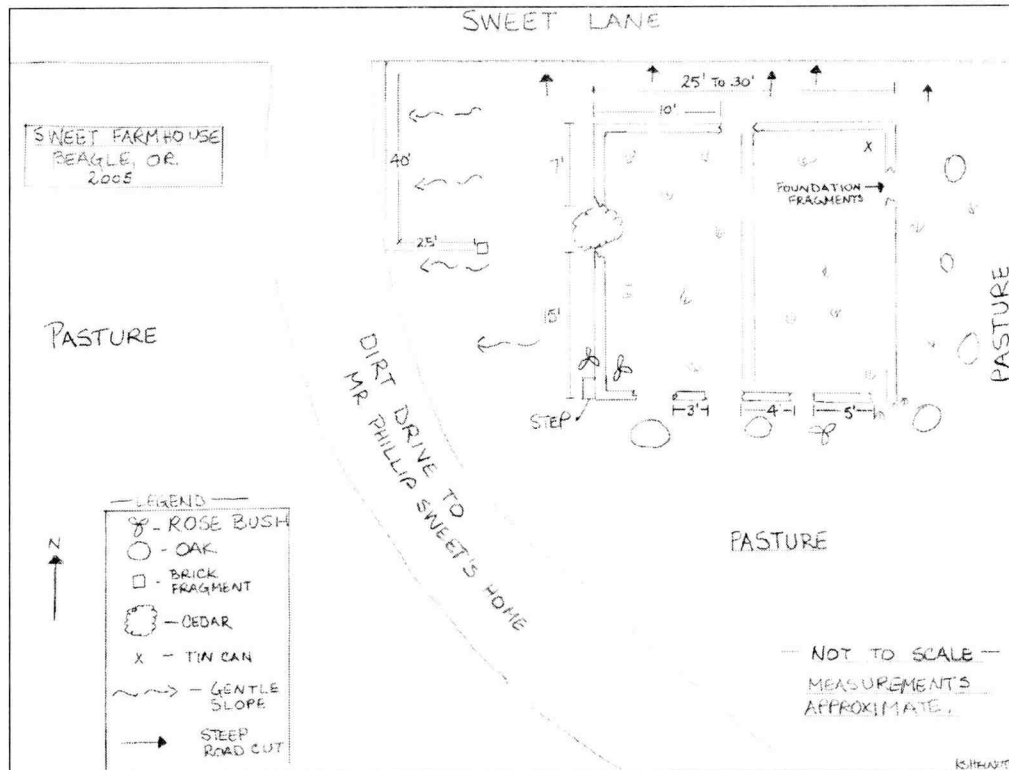 SWEET LANE
SWEET FARMHOUSE
BEAGLE, OR.
2005
25' TO 30'
10'
40'
7'
X
FOUNDATION
FRAGMENTS
25'
15'
PASTURE
PASTURE
DIRT DRIVE TO
MR PHILLIP SWEET'S HOME
STEP
3'
4'
5'
PASTURE
LEGEND
- ROSE BUSH
- OAK
- BRICK
FRAGMENT
- CEDAR
X - TIN CAN
- GENTLE
SLOPE
STEEP
ROAD CUT
N
- NOT TO SCALE -
MEASUREMENTS
APPROXIMATE.